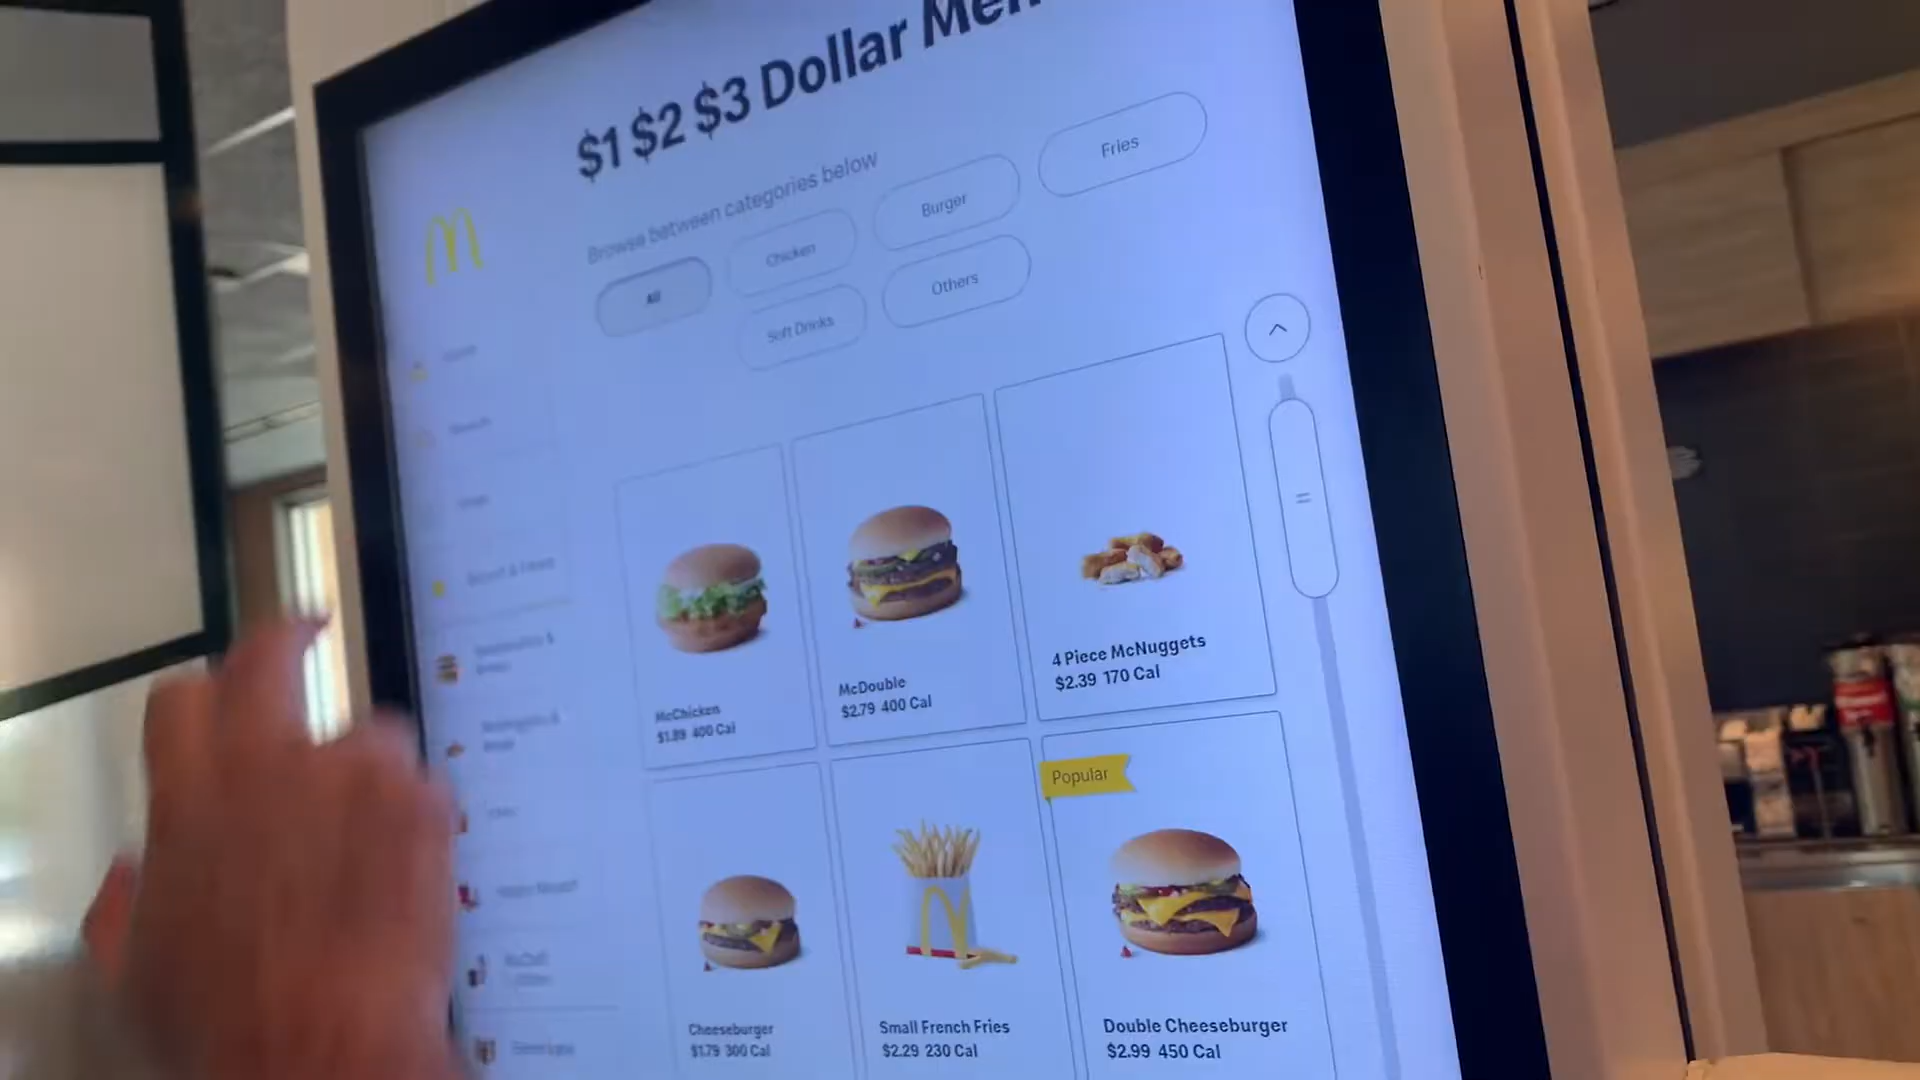 $1 $2 $3 Dollar Men
Browse between categories below
All
Chicken
Burger
Fries
Soft Drinks
Others
McChicken
$1.89 400 Cal
McDouble
$2.79 400 Cal
4 Piece McNuggets
$2.39 170 Cal
Popular
Cheeseburger
$1.79 300 Cal
Small French Fries
$2.29 230 Cal
Double Cheeseburger
$2.99 450 Cal